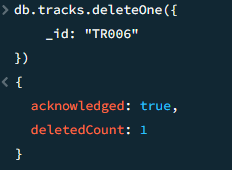 > db.tracks.deleteOne({
    _id: "TR006"
})
< {
  acknowledged: true,
  deletedCount: 1
}